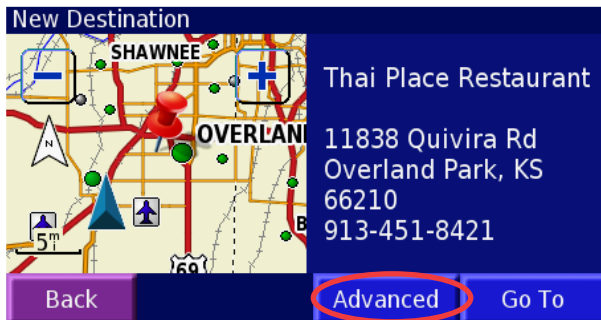 New Destination
SHAWNEE
OVERLAN
N
B
5mi
69
Thai Place Restaurant
11838 Quivira Rd
Overland Park, KS
66210
913-451-8421
Back
Advanced
Go To